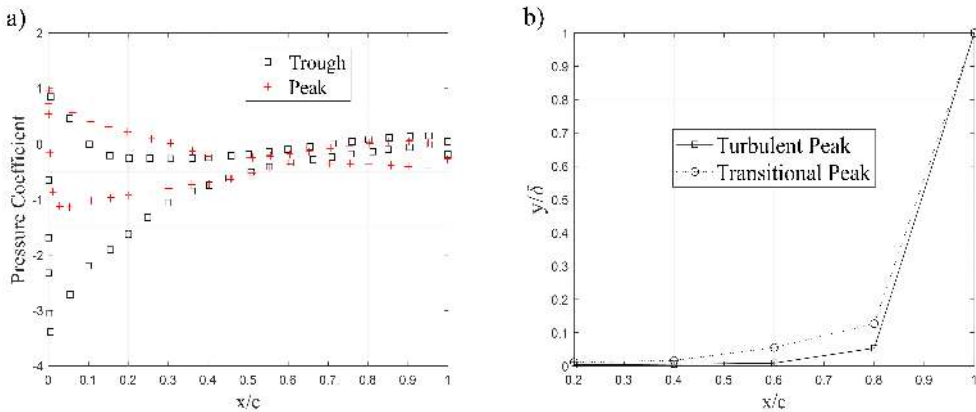 a)
2
1
0
-1
-2
-3
-4
Pressure Coefficient
Trough
Peak
0 0.1 0.2 0.3 0.4 0.5 0.6 0.7 0.8 0.9 1
x/c
b)
1
0.9
0.8
0.7
0.6
0.5
0.4
0.3
0.2
0.1
0
y/δ
Turbulent Peak
Transitional Peak
0.2 0.3 0.4 0.5 0.6 0.7 0.8 0.9 1
x/c